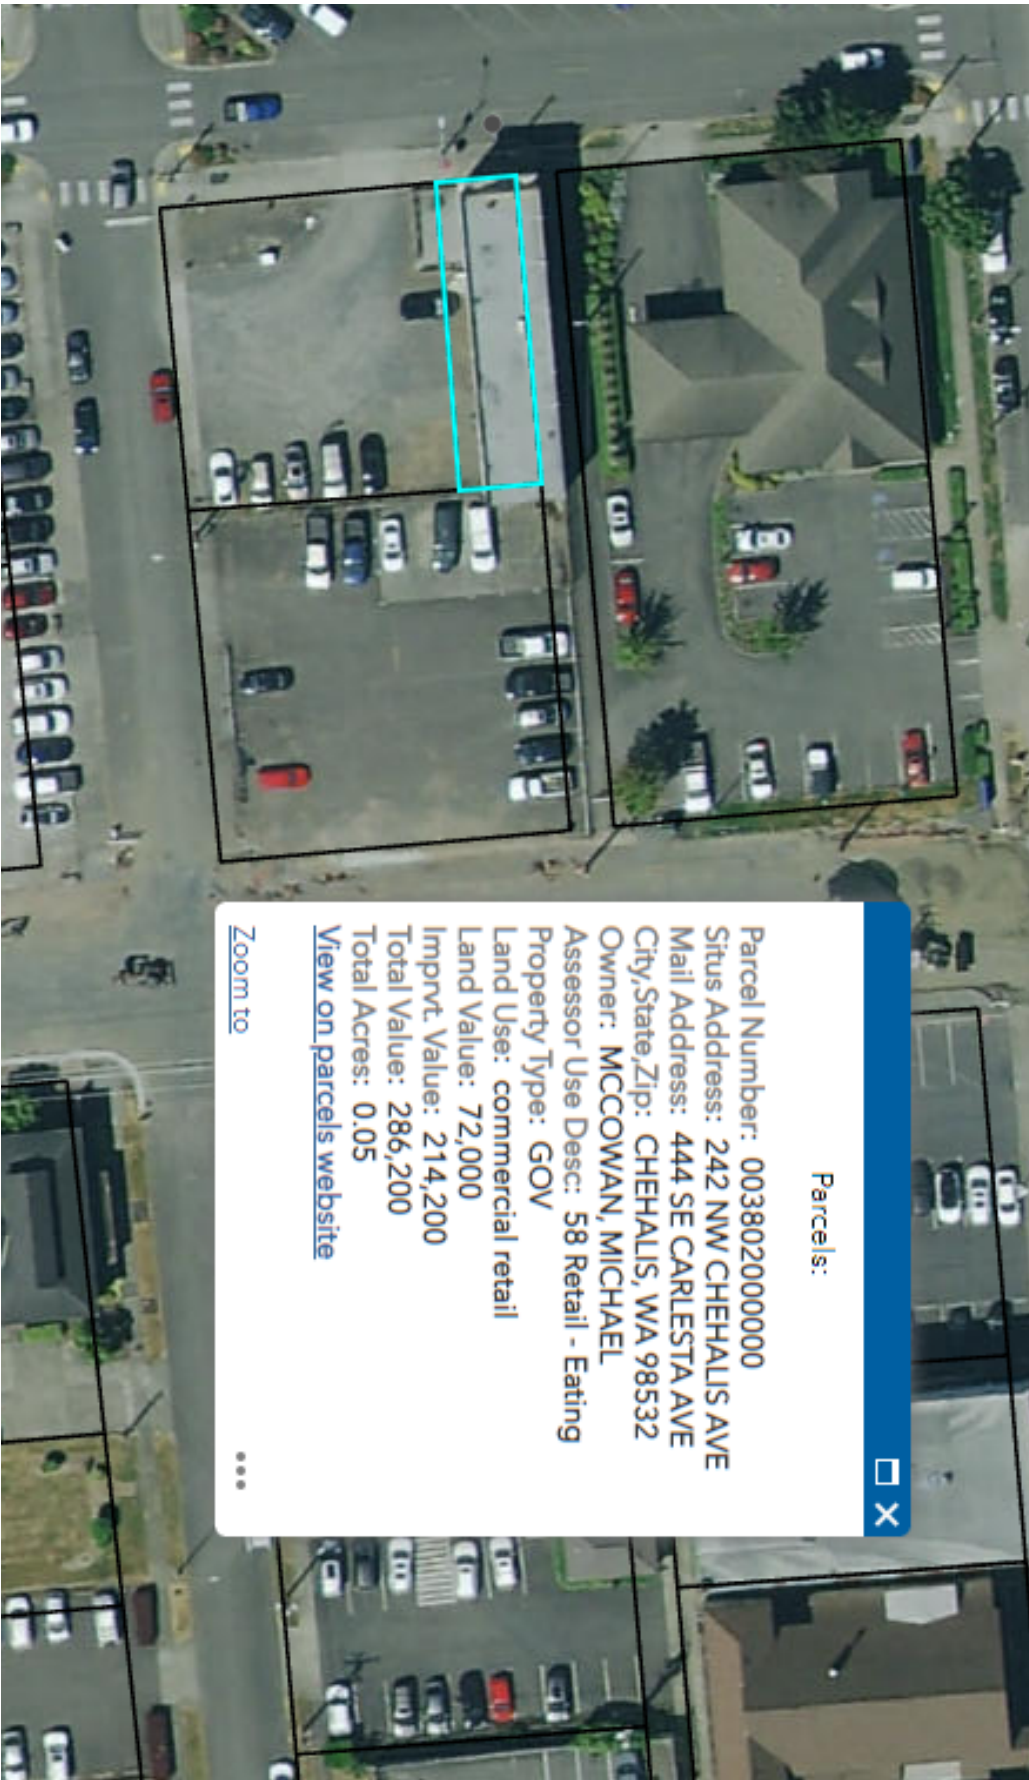 Parcels:
Parcel Number: 003802000000
Situs Address: 242 NW CHEHALIS AVE
Mail Address: 444 SE CARLESTA AVE
City,State,Zip: CHEHALIS, WA 98532
Owner: MCCOWAN, MICHAEL
Assessor Use Desc: 58 Retail - Eating
Property Type: GOV
Land Use: commercial retail
Land Value: 72,000
Imprvt. Value: 214,200
Total Value: 286,200
Total Acres: 0.05
View on parcels website
Zoom to